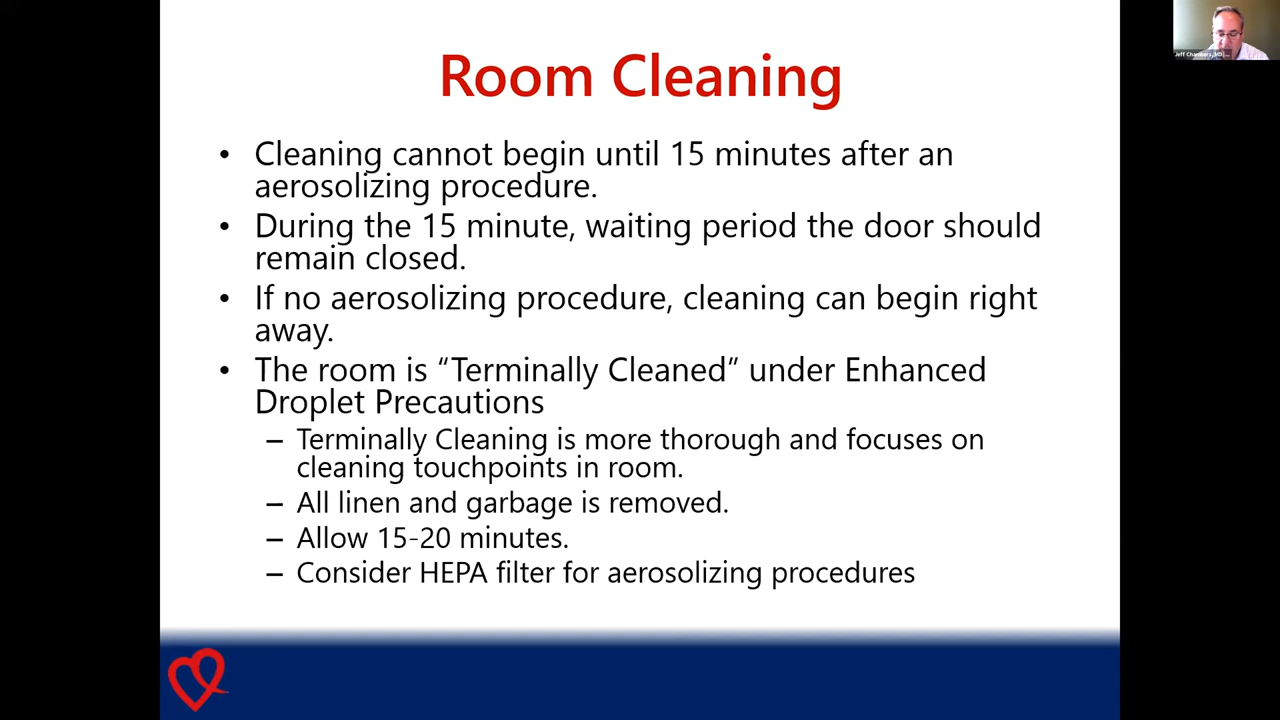 Room Cleaning
• Cleaning cannot begin until 15 minutes after an
aerosolizing procedure.
• During the 15 minute, waiting period the door should
remain closed.
• If no aerosolizing procedure, cleaning can begin right
away.
• The room is “Terminally Cleaned” under Enhanced
Droplet Precautions
– Terminally Cleaning is more thorough and focuses on
cleaning touchpoints in room.
– All linen and garbage is removed.
– Allow 15-20 minutes.
– Consider HEPA filter for aerosolizing procedures
Jeff Chambers, MD